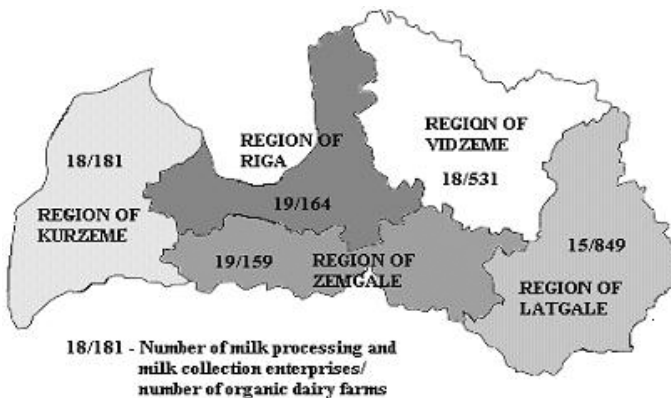 REGION OF
RIGA
REGION OF
VIDZEME
18/531
18/181
REGION OF
KURZEME
19/164
19/159
REGION OF
ZEMGALE
15/849
REGION OF
LATGALE
18/181 - Number of milk processing and
milk collection enterprises/
number of organic dairy farms